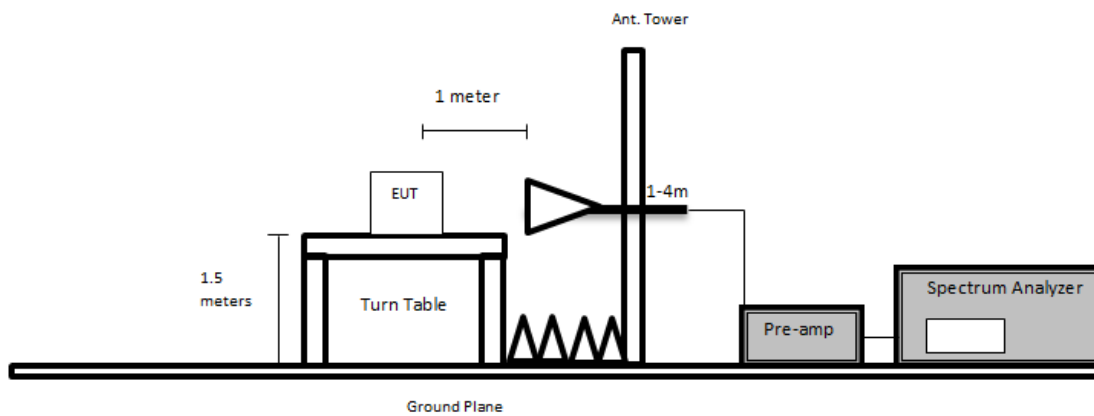 Ant. Tower
1 meter
EUT
1-4m
1.5
meters
Turn Table
Spectrum Analyzer
Pre-amp
Ground Plane